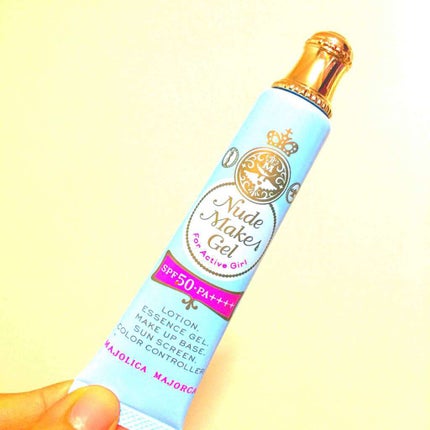 M
Nude
Make
Gel
For Active Girl
SPF50·PA++++
LOTION.
ESSENCE GEL.
MAKE UP BASE.
SUN SCREEN.
COLOR CONTROLLER
MAJOLICA MAJORCA